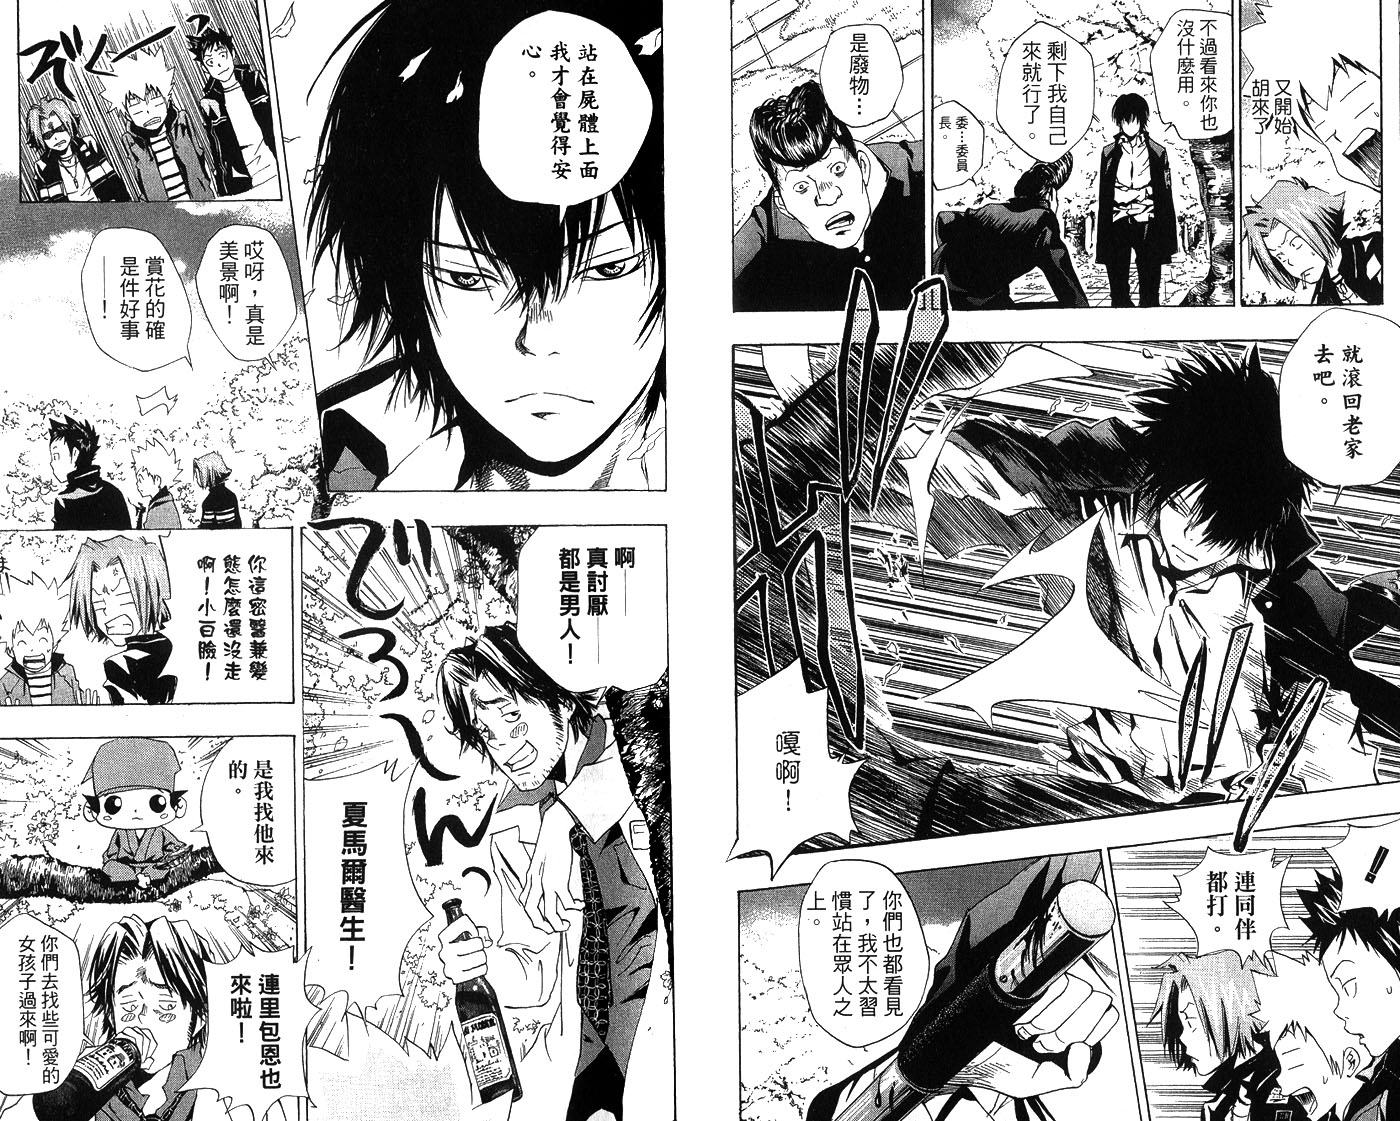 又開始
胡來了
——
不過看來你也
沒什麼用。
剩下我自己
來就行了。
委…委員
長。
是廢物…
就滾回老家
去吧。
嘎啊！
！
連同伴
都打。
你們也都看見
了，我不太習
慣站在眾人之
上。
站在屍體上面
我才會覺得安
心。
ずぐー
哎呀，真是
美景啊！
賞花的確
是件好事
——！
啊——
真討厭——
都是男人！
でろ～ん。
夏馬爾醫生！
你這密醫兼變
態怎麼還沒走
啊！小百臉！
是我找他來
的。
連里包恩也
來啦！
你們去找些可愛的
女孩子過來啊！